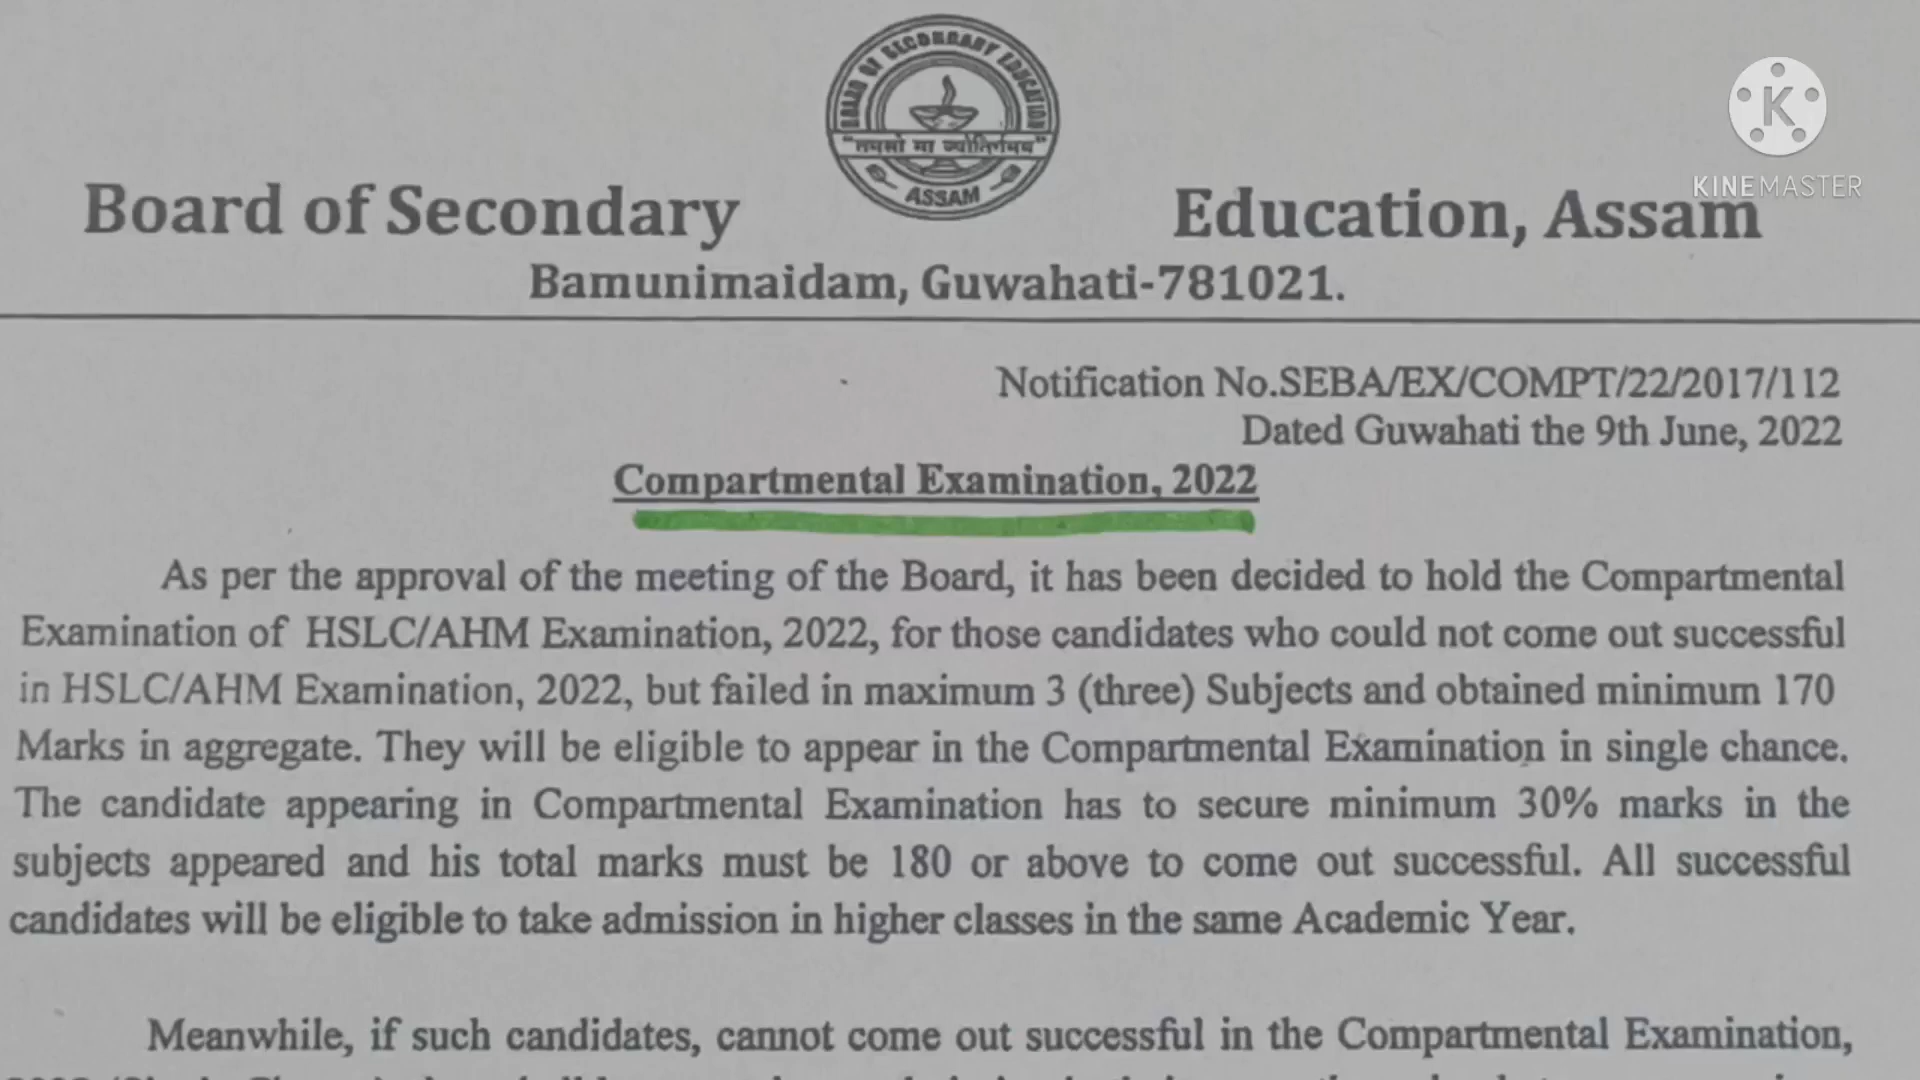 BOARD OF SECONDARY EDUCATION
"तमसो मा ज्योतिर्गमय"
ASSAM
K
KINEMASTER
Board of Secondary Education, Assam
Bamunimaidam, Guwahati-781021.
Notification No.SEBA/EX/COMPT/22/2017/112
Dated Guwahati the 9th June, 2022
Compartmental Examination, 2022
As per the approval of the meeting of the Board, it has been decided to hold the Compartmental
Examination of HSLC/AHM Examination, 2022, for those candidates who could not come out successful
in HSLC/AHM Examination, 2022, but failed in maximum 3 (three) Subjects and obtained minimum 170
Marks in aggregate. They will be eligible to appear in the Compartmental Examination in single chance.
The candidate appearing in Compartmental Examination has to secure minimum 30% marks in the
subjects appeared and his total marks must be 180 or above to come out successful. All successful
candidates will be eligible to take admission in higher classes in the same Academic Year.
Meanwhile, if such candidates, cannot come out successful in the Compartmental Examination,